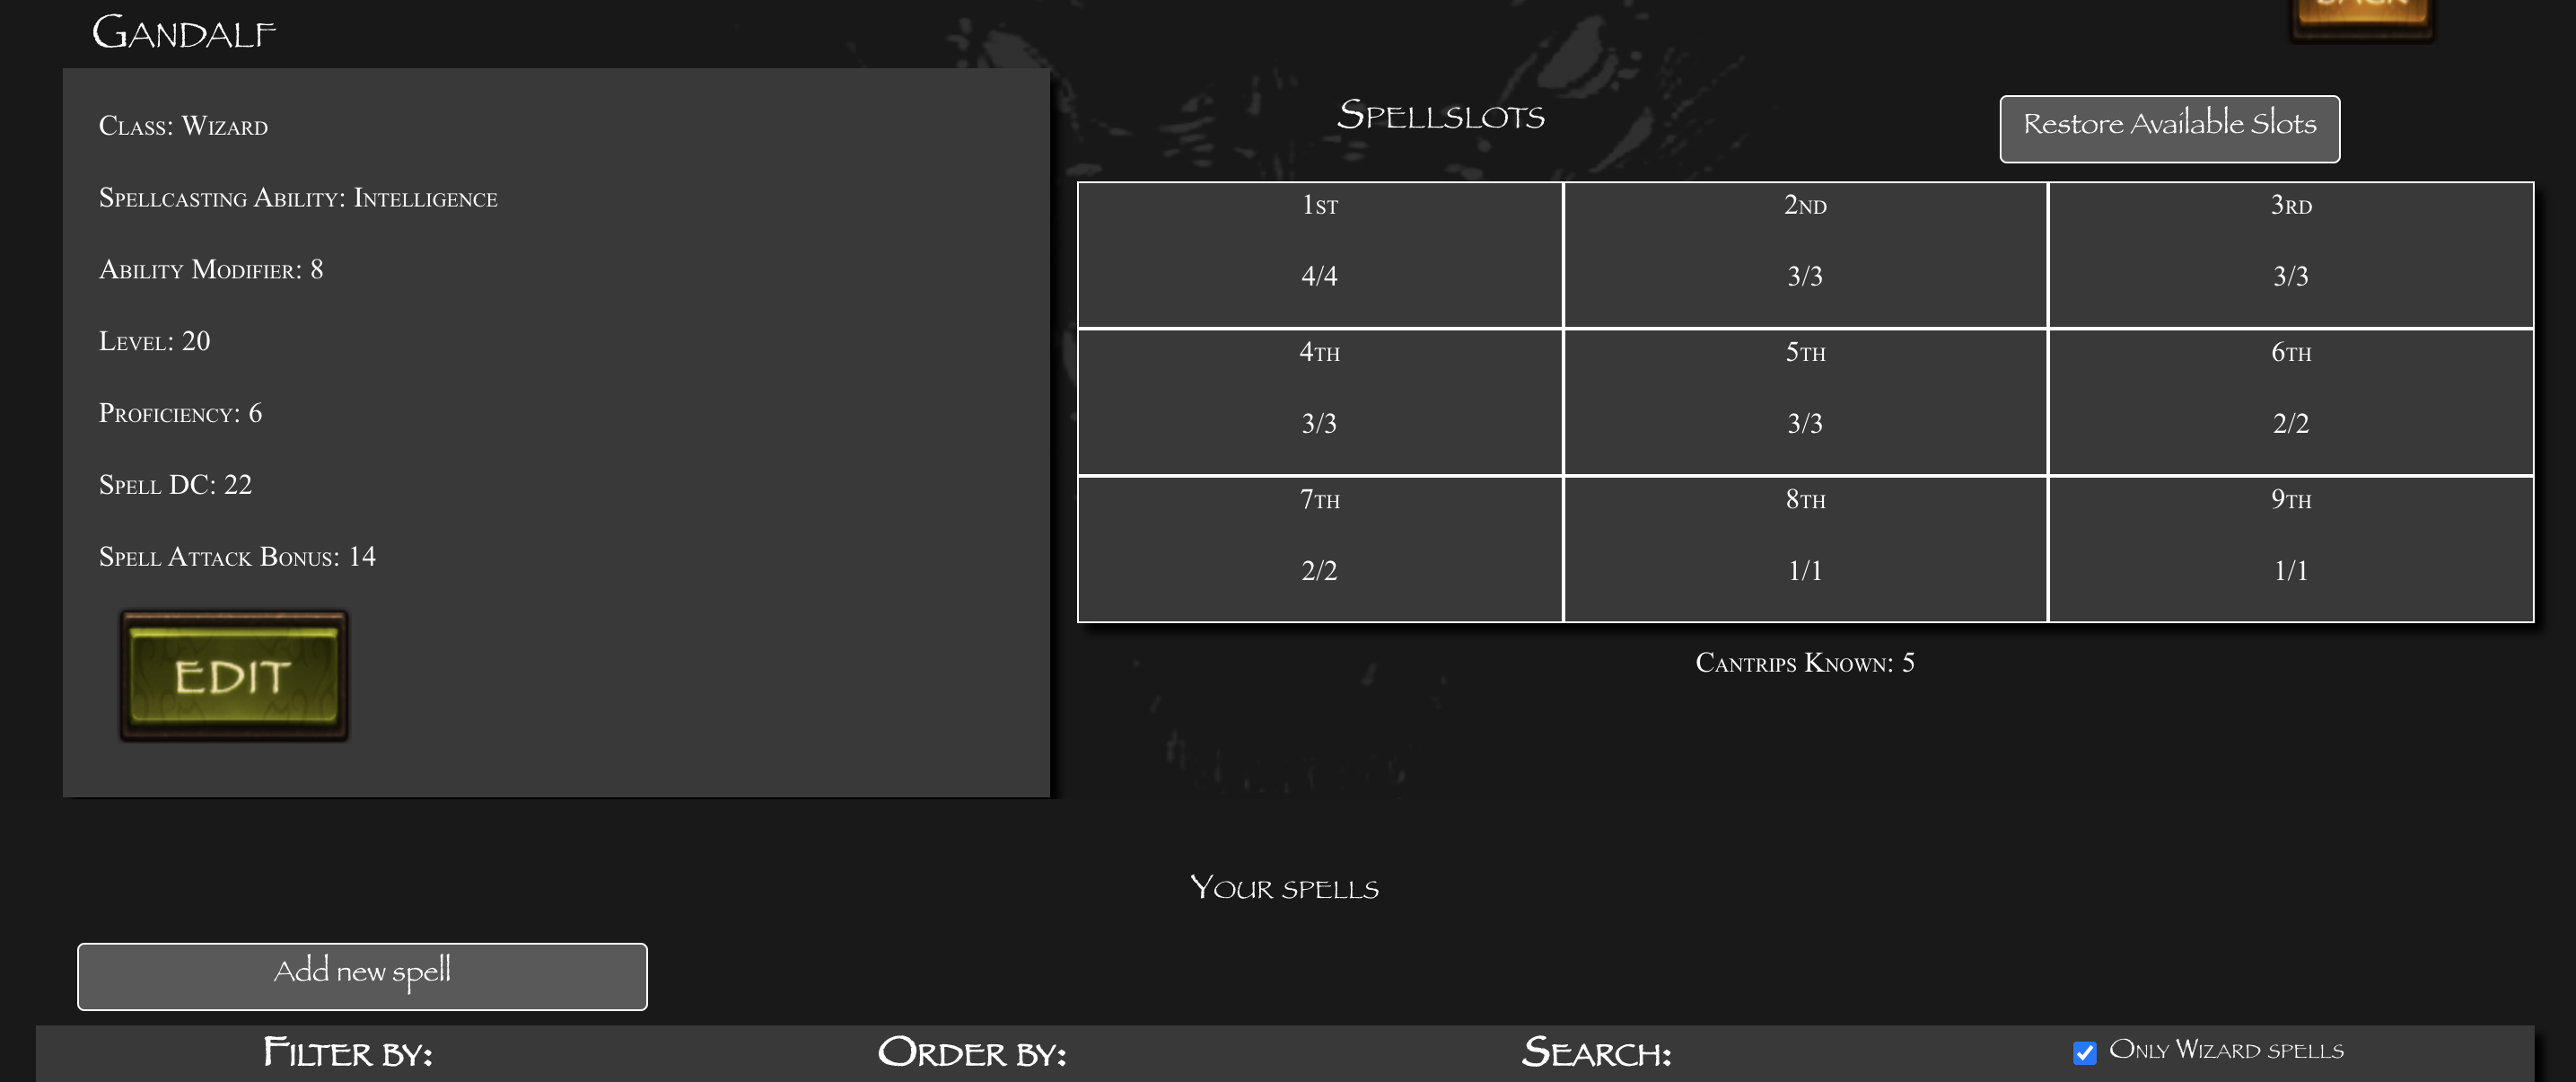 Gandalf
BACK
Class: Wizard
Spellcasting Ability: Intelligence
Ability Modifier: 8
Level: 20
Proficiency: 6
Spell DC: 22
Spell Attack Bonus: 14
EDIT
Spellslots
Restore Available Slots
1st
2nd
3rd
4/4
3/3
3/3
4th
5th
6th
3/3
3/3
2/2
7th
8th
9th
2/2
1/1
1/1
Cantrips Known: 5
Your spells
Add new spell
Filter by:
Order by:
Search:
Only Wizard spells